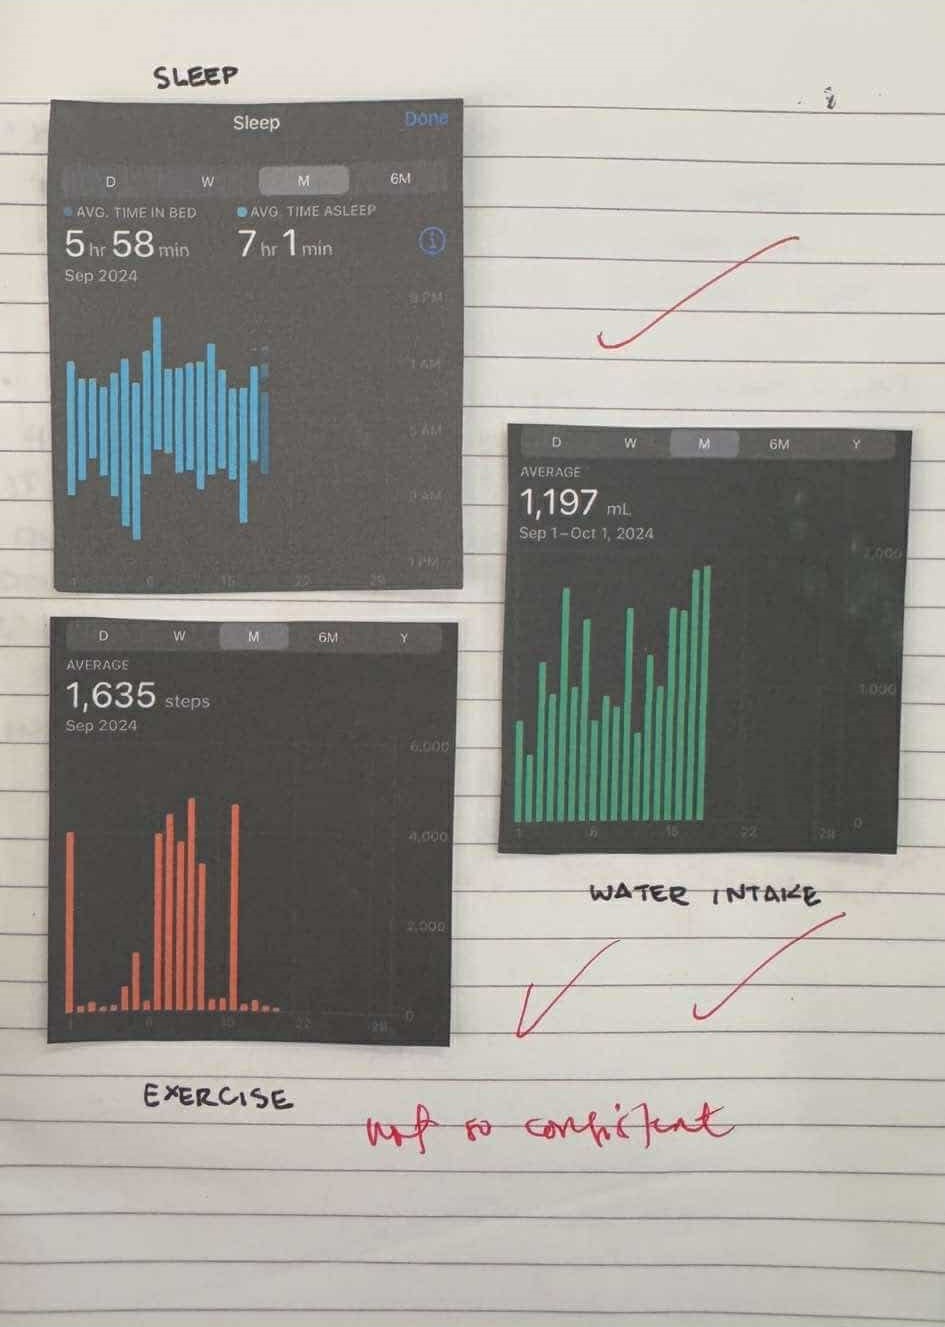 SLEEP
Sleep
Done
D W M 6M
AVG. TIME IN BED AVG. TIME ASLEEP
5 hr 58 min 7 hr 1 min
Sep 2024
9 PM
1 AM
5 AM
9 AM
1 PM
1 8 15 22 29
D W M 6M Y
AVERAGE
1,197 mL
Sep 1–Oct 1, 2024
2,000
1,000
0
1 8 15 22 29
WATER INTAKE
D W M 6M Y
AVERAGE
1,635 steps
Sep 2024
6,000
4,000
2,000
0
1 8 15 22 29
EXERCISE
not so consistent